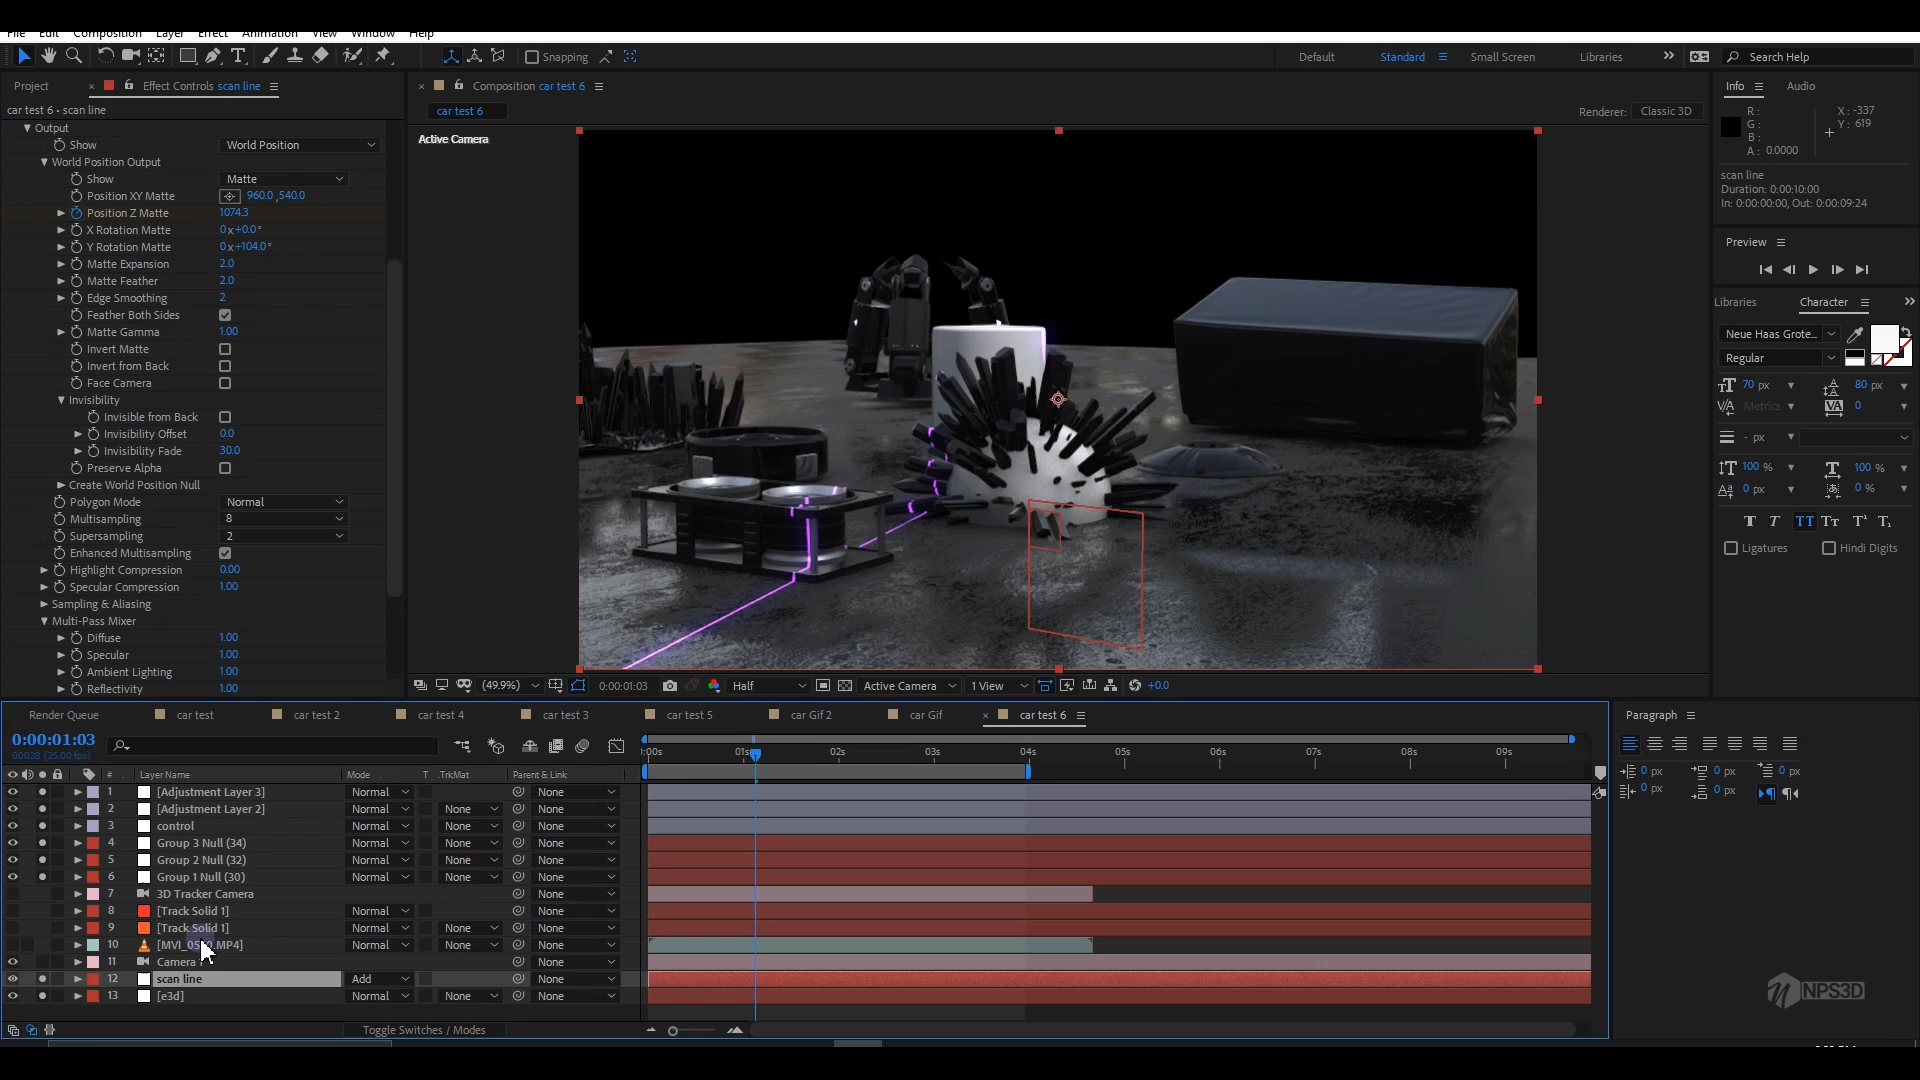 File Edit Composition Layer Effect Animation View Window Help
Snapping
Default Standard Small Screen Libraries Search Help
Project Effect Controls scan line
Composition car test 6
Info Audio
car test 6 • scan line
car test 6
Renderer: Classic 3D
R: X: -337
G: Y: 619
B:
A: 0.0000
scan line
Duration: 0:00:10:00
In: 0:00:00:00, Out: 0:00:09:24
Preview
Libraries Character
Neue Haas Grote...
Regular
70 px 80 px
Metrics 0
- px
100 % 100 %
0 px 0 %
TT T TT Tt T¹ T₁
Ligatures Hindi Digits
Active Camera
Output
Show World Position
World Position Output
Show Matte
Position XY Matte 960.0, 540.0
Position Z Matte 1074.3
X Rotation Matte 0x+0.0°
Y Rotation Matte 0x+104.0°
Matte Expansion 2.0
Matte Feather 2.0
Edge Smoothing 2
Feather Both Sides
Matte Gamma 1.00
Invert Matte
Invert from Back
Face Camera
Invisibility
Invisible from Back
Invisibility Offset 0.0
Invisibility Fade 30.0
Preserve Alpha
Create World Position Null
Polygon Mode Normal
Multisampling 8
Supersampling 2
Enhanced Multisampling
Highlight Compression 0.00
Specular Compression 1.00
Sampling & Aliasing
Multi-Pass Mixer
Diffuse 1.00
Specular 1.00
Ambient Lighting 1.00
Reflectivity 1.00
(49.9%) 0:00:01:03 Half Active Camera 1 View +0.0
Render Queue car test car test 2 car test 4 car test 3 car test 5 car Gif 2 car Gif car test 6
Paragraph
0 px 0 px 0 px
0 px 0 px
0:00:01:03
00028 (25.00 fps)
:00s 01s 02s 03s 04s 05s 06s 07s 08s 09s
# Layer Name Mode T .TrkMat Parent & Link
1 [Adjustment Layer 3] Normal None
2 [Adjustment Layer 2] Normal None None
3 control Normal None None
4 Group 3 Null (34) Normal None None
5 Group 2 Null (32) Normal None None
6 Group 1 Null (30) Normal None None
7 3D Tracker Camera None
8 [Track Solid 1] Normal None
9 [Track Solid 1] Normal None None
10 Normal None
11 Camera None
12 scan line Add None
13 [e3d] Normal None None
Toggle Switches / Modes
NPS3D